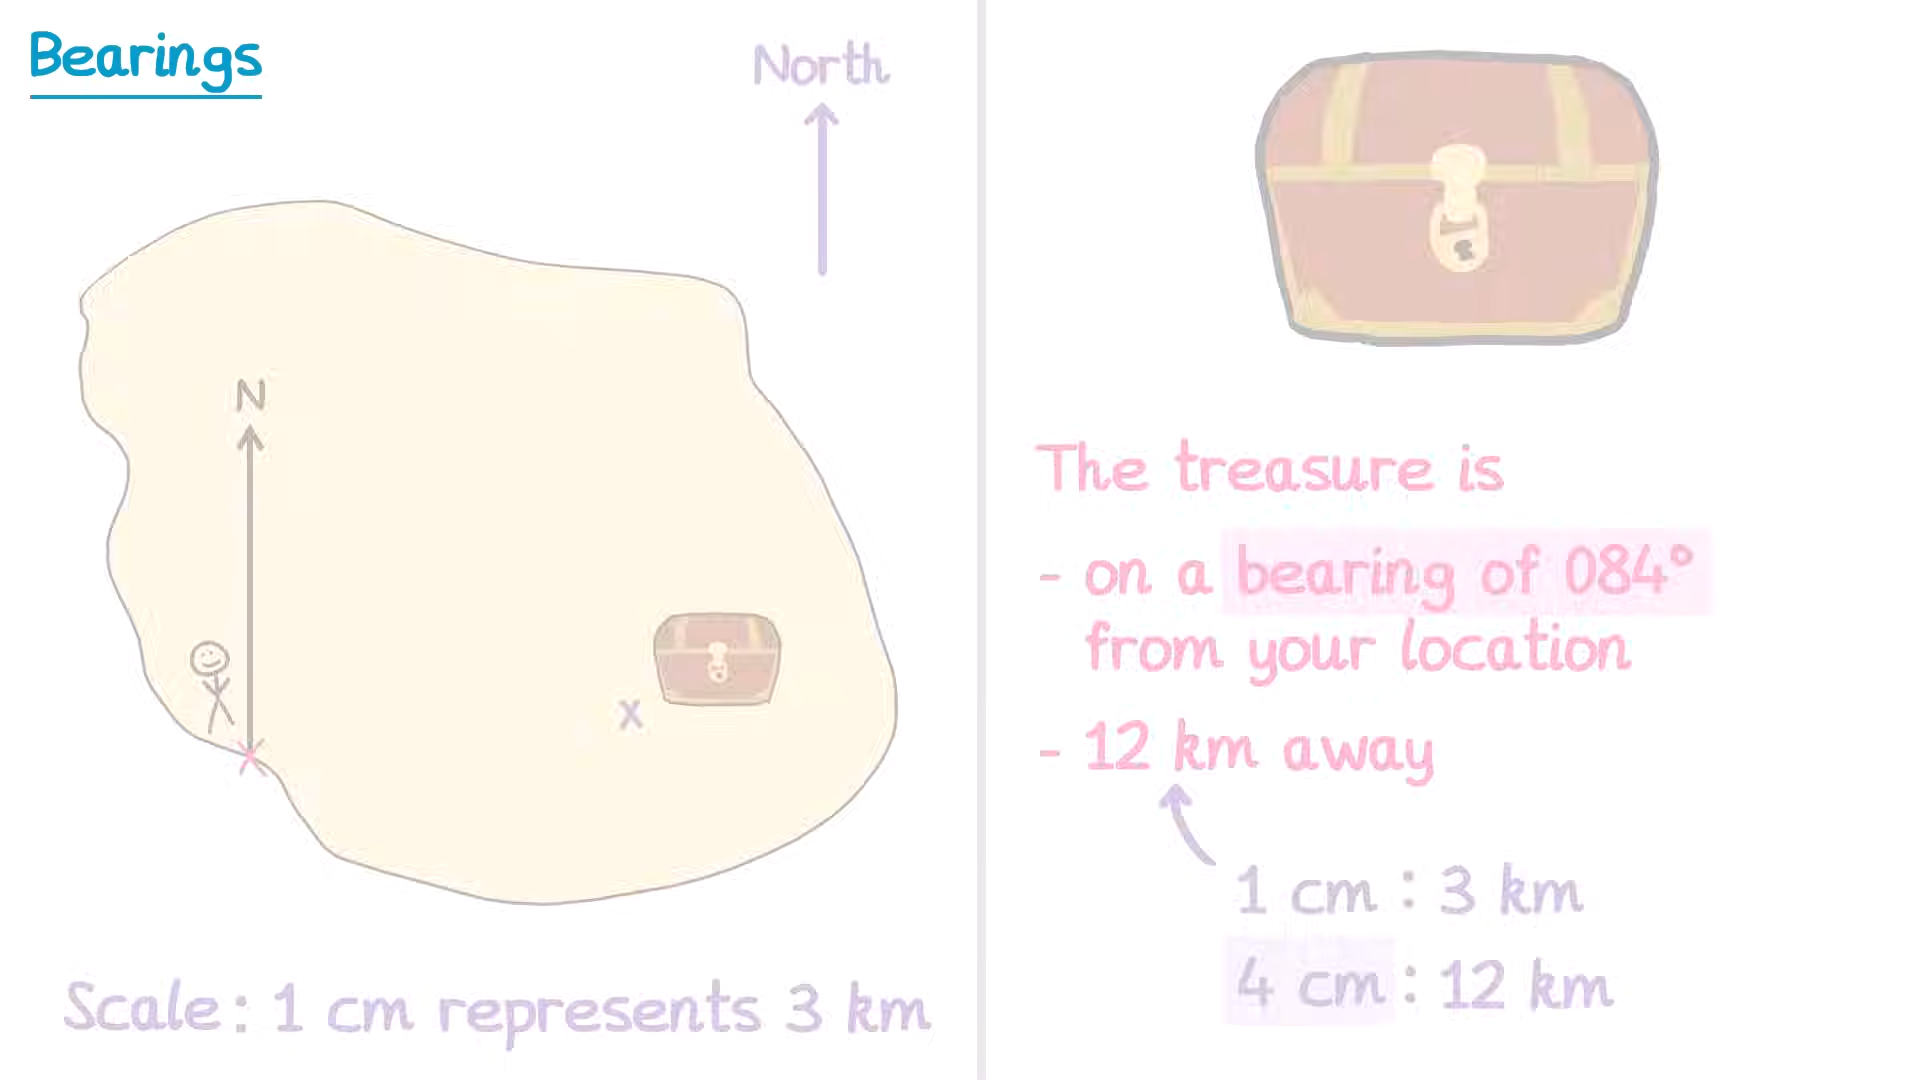 Bearings
North
N
X
Scale: 1 cm represents 3 km
The treasure is
- on a bearing of 084°
from your location
- 12 km away
1 cm : 3 km
4 cm : 12 km